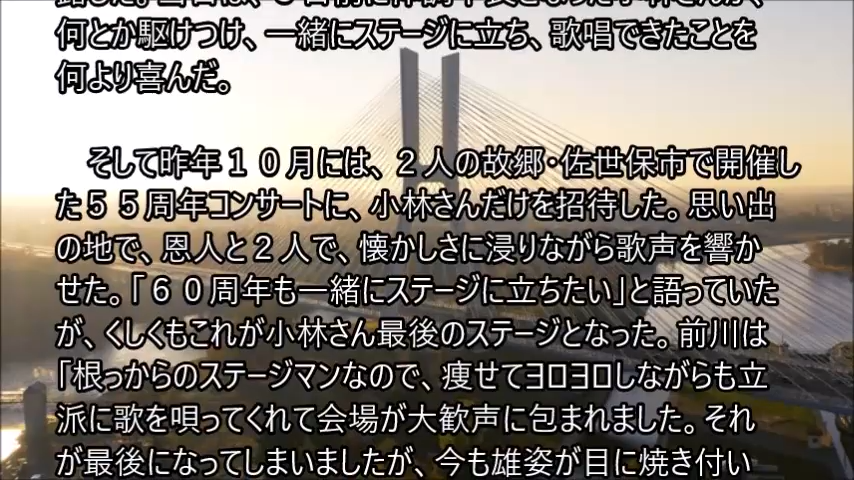 何とか駆けつけ、一緒にステージに立ち、歌唱できたことを
何より喜んだ。
そして昨年１０月には、２人の故郷・佐世保市で開催し
た５５周年コンサートに、小林さんだけを招待した。思い出
の地で、恩人と２人で、懐かしさに浸りながら歌声を響か
せた。「６０周年も一緒にステージに立ちたい」と語っていた
が、くしくもこれが小林さん最後のステージとなった。前川は
「根っからのステージマンなので、痩せてヨロヨロしながらも立
派に歌を唄ってくれて会場が大歓声に包まれました。それ
が最後になってしまいましたが、今も雄姿が目に焼き付い